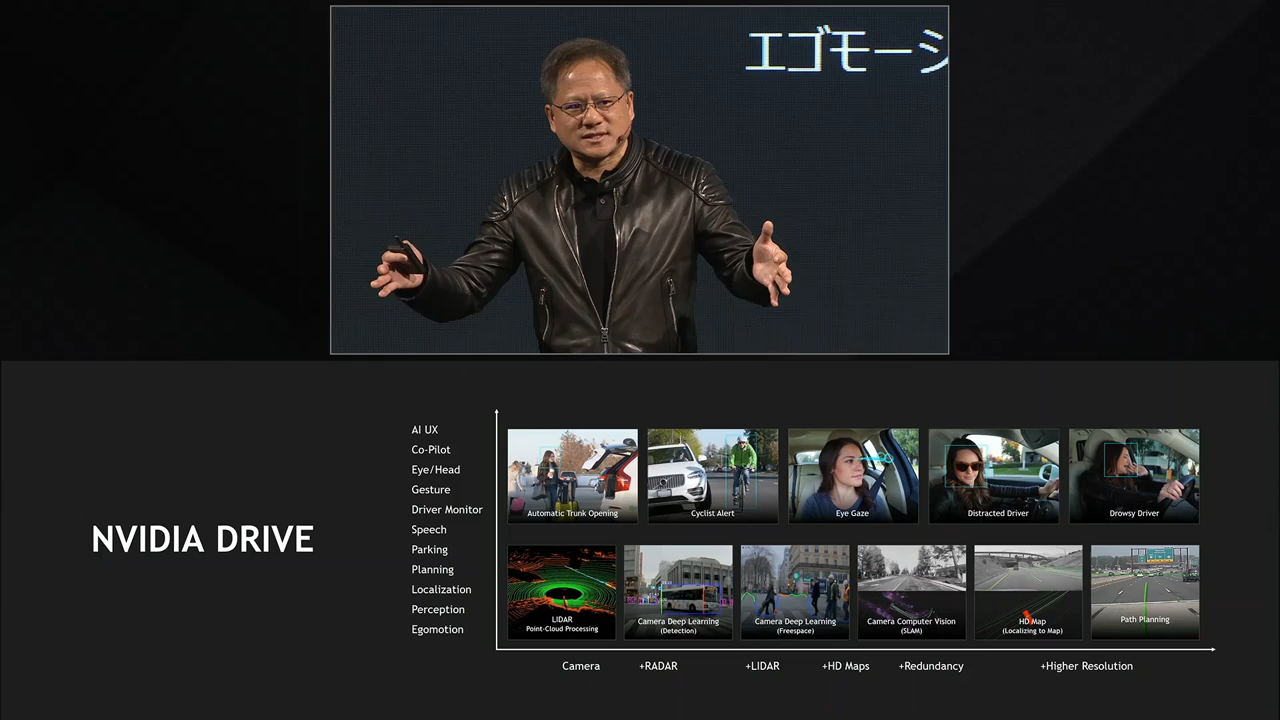 エゴモーシ
NVIDIA DRIVE
AI UX
Co-Pilot
Eye/Head
Gesture
Driver Monitor
Speech
Parking
Planning
Localization
Perception
Egomotion
Automatic Trunk Opening
Cyclist Alert
Eye Gaze
Distracted Driver
Drowsy Driver
LIDAR
Point-Cloud Processing
Camera Deep Learning
(Detection)
Camera Deep Learning
(Freespace)
Camera Computer Vision
(SLAM)
HD Map
(Localizing to Map)
Path Planning
Camera
+RADAR
+LIDAR
+HD Maps
+Redundancy
+Higher Resolution